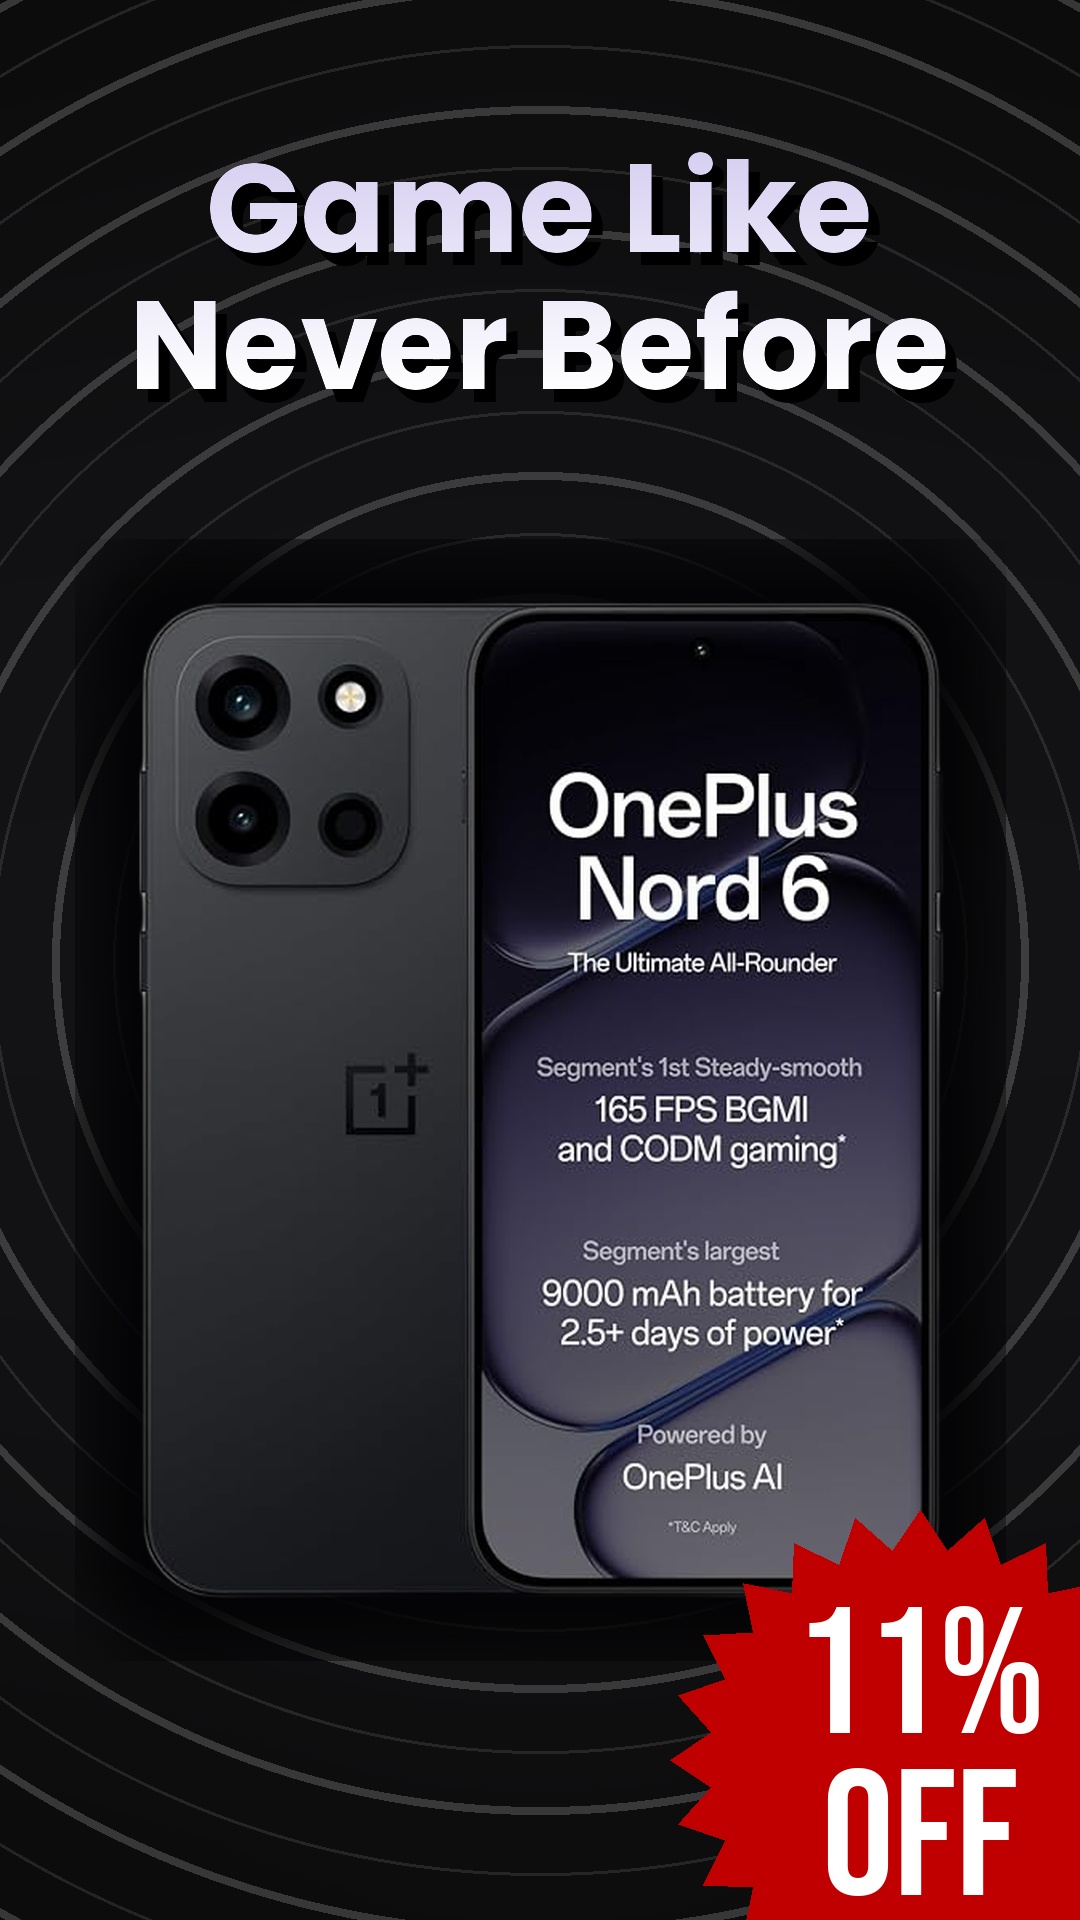 Game Like
Never Before
OnePlus
Nord 6
The Ultimate All-Rounder
Segment's 1st Steady-smooth
165 FPS BGMI
and CODM gaming*
Segment's largest
9000 mAh battery for
2.5+ days of power*
Powered by
OnePlus AI
*T&C Apply
1+
11%
OFF